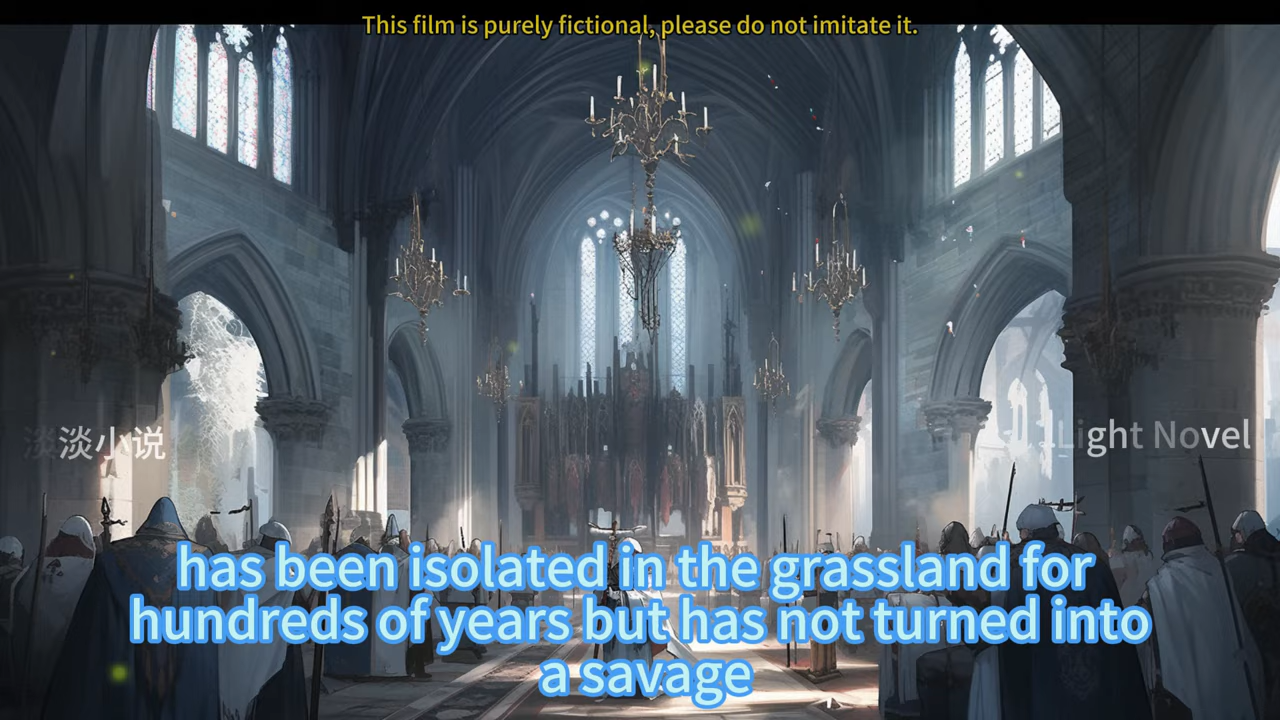 This film is purely fictional, please do not imitate it.
淡淡小说
Light Novel
has been isolated in the grassland for
hundreds of years but has not turned into
a savage